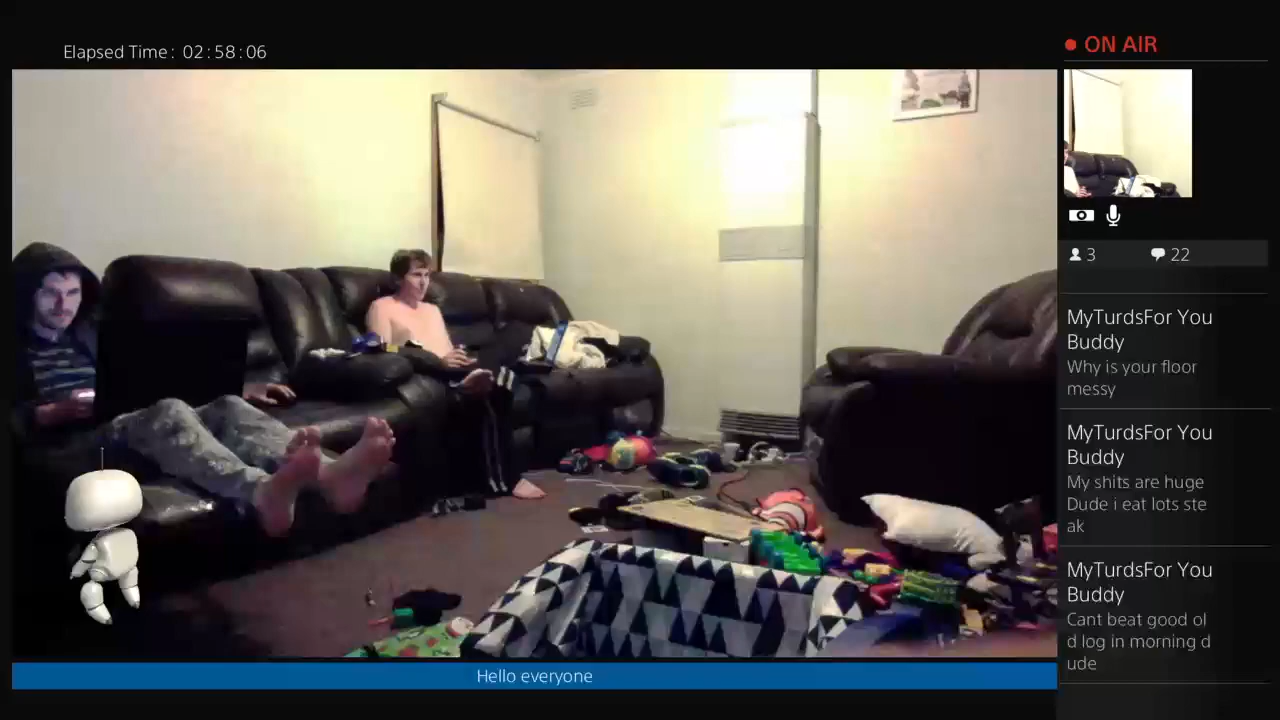 Elapsed Time: 02:58:06
ON AIR
3 22
MyTurdsFor You
Buddy
Why is your floor
messy
MyTurdsFor You
Buddy
My shits are huge
Dude i eat lots ste
ak
MyTurdsFor You
Buddy
Cant beat good ol
d log in morning d
ude
Hello everyone